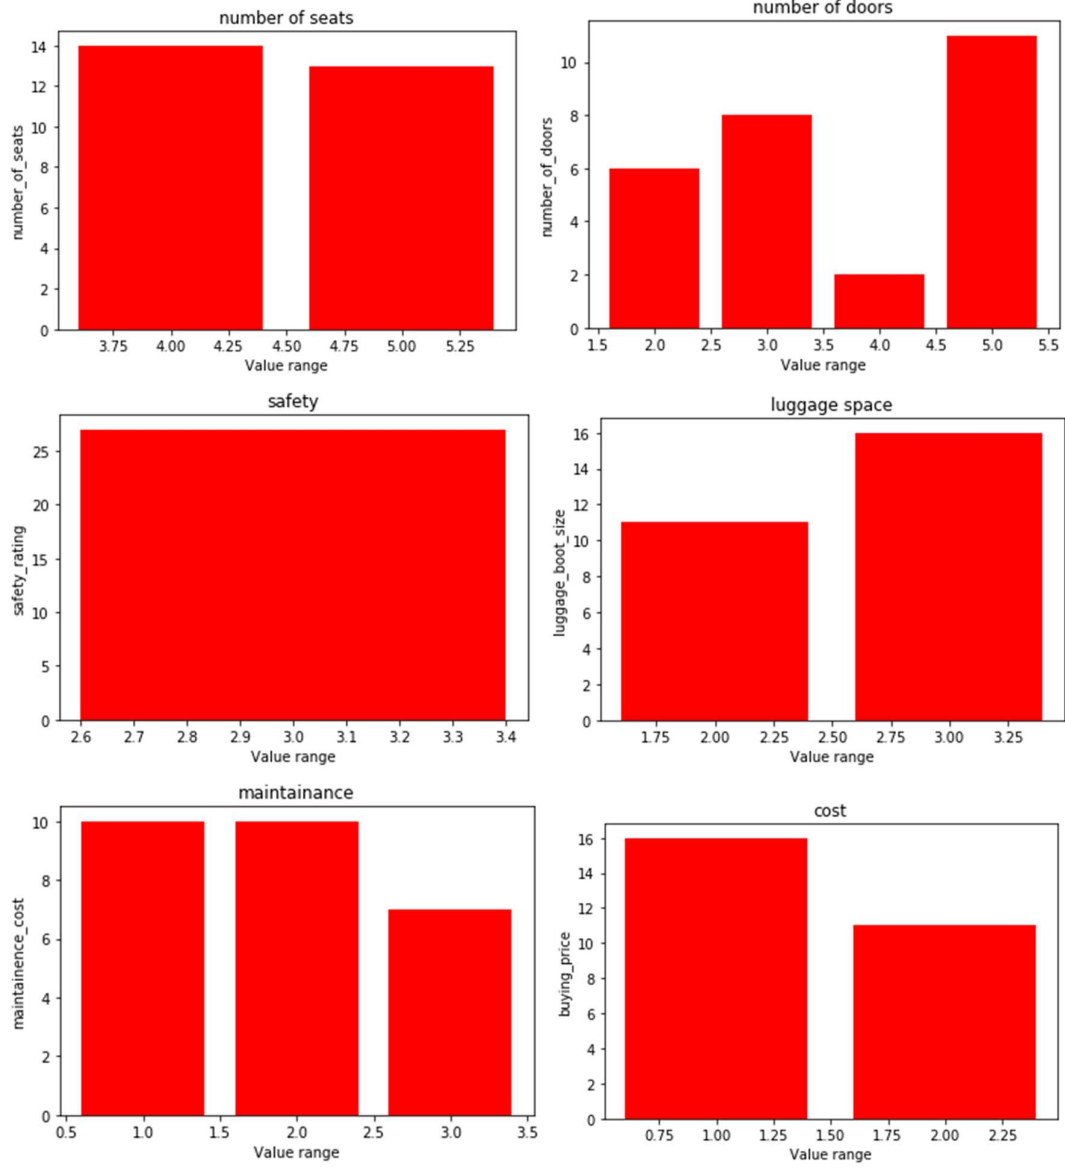 number of seats
14
12
10
8
6
4
2
0
number_of_seats
3.75 4.00 4.25 4.50 4.75 5.00 5.25
Value range
number of doors
10
8
6
4
2
0
number_of_doors
1.5 2.0 2.5 3.0 3.5 4.0 4.5 5.0 5.5
Value range
safety
25
20
15
10
5
0
safety_rating
2.6 2.7 2.8 2.9 3.0 3.1 3.2 3.3 3.4
Value range
luggage space
16
14
12
10
8
6
4
2
0
luggage_boot_size
1.75 2.00 2.25 2.50 2.75 3.00 3.25
Value range
maintainance
10
8
6
4
2
0
maintainence_cost
0.5 1.0 1.5 2.0 2.5 3.0 3.5
Value range
cost
16
14
12
10
8
6
4
2
0
buying_price
0.75 1.00 1.25 1.50 1.75 2.00 2.25
Value range